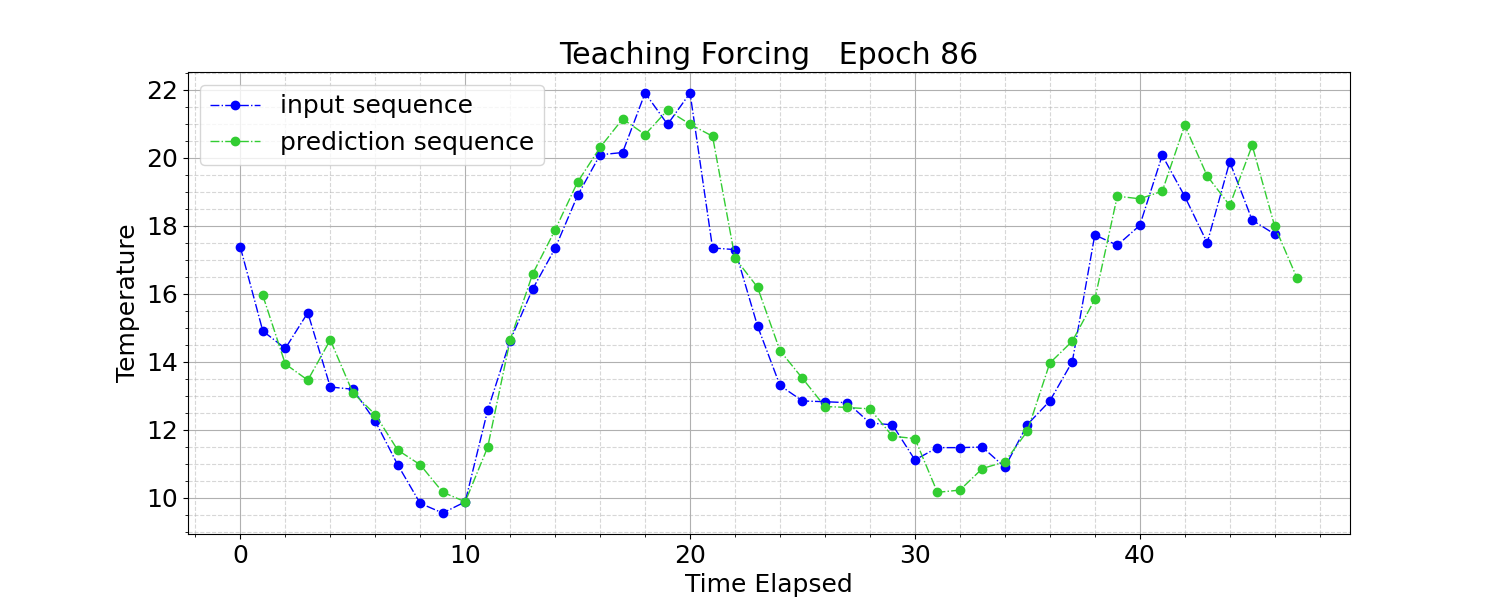 Teaching Forcing   Epoch 86
input sequence
prediction sequence
Temperature
22
20
18
16
14
12
10
0 10 20 30 40
Time Elapsed